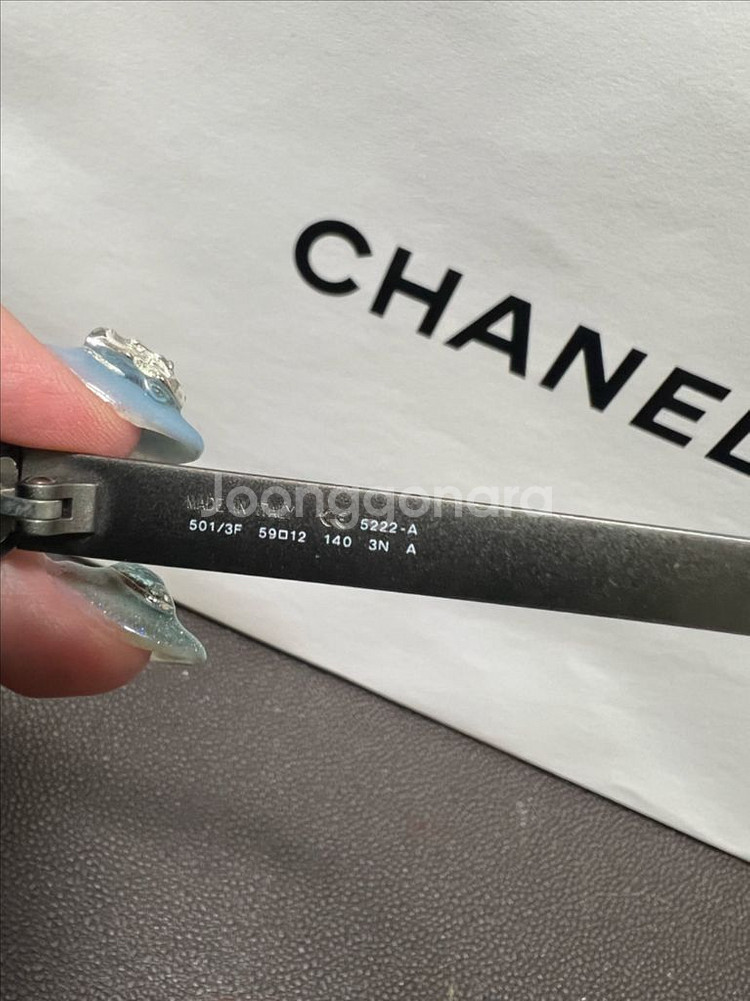 CHANEL
Joonggonara
MADE IN ITALY CE 5222-A
501/3F 59□12 140 3N A